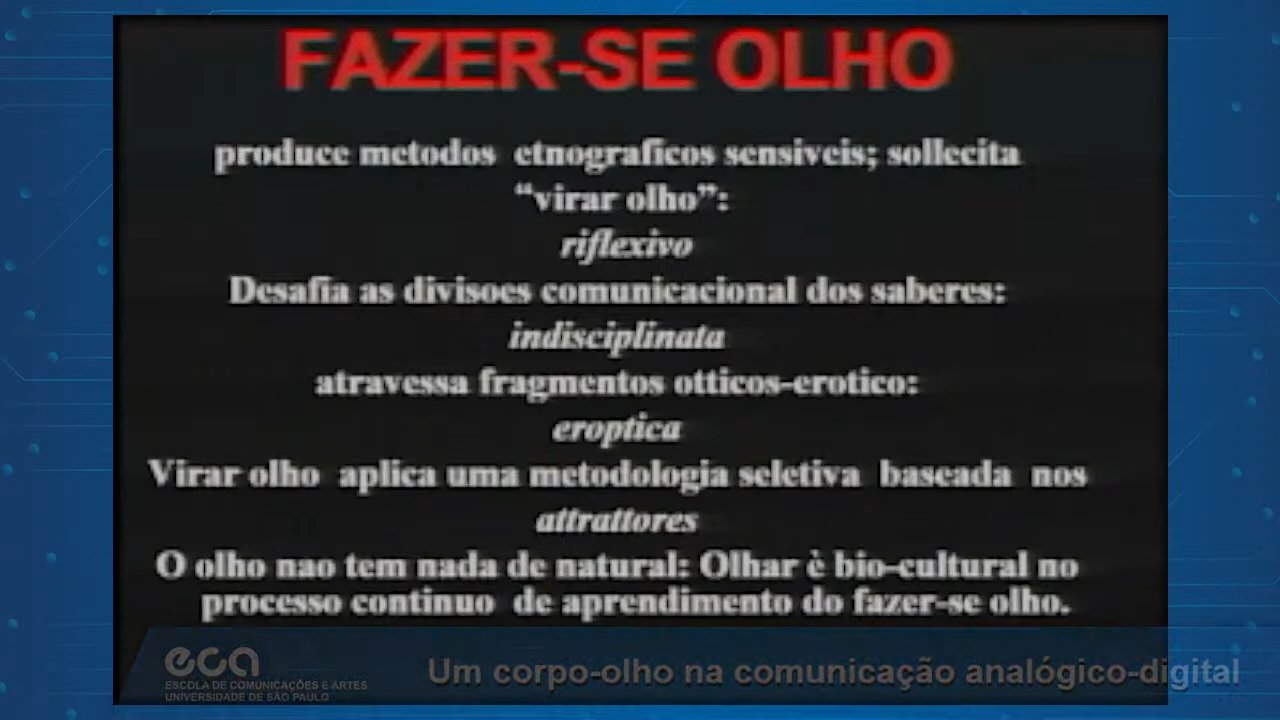 FAZER-SE OLHO
produce metodos etnograficos sensiveis; sollecita
“virar olho”:
riflexivo
Desafia as divisoes comunicacional dos saberes:
indisciplinata
atravessa fragmentos otticos-erotico:
eroptica
Virar olho aplica uma metodologia seletiva baseada nos
attrattores
O olho nao tem nada de natural: Olhar è bio-cultural no
processo continuo de aprendimento do fazer-se olho.
eca
ESCOLA DE COMUNICAÇÕES E ARTES
UNIVERSIDADE DE SÃO PAULO
Um corpo-olho na comunicação analógico-digital